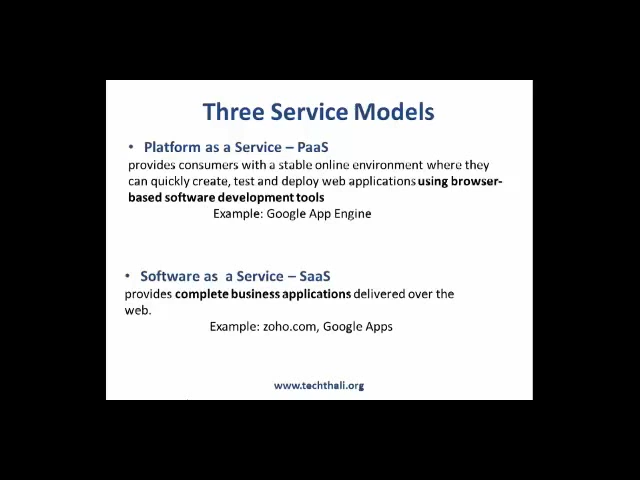 Three Service Models
• Platform as a Service – PaaS
provides consumers with a stable online environment where they
can quickly create, test and deploy web applications using browser-
based software development tools
Example: Google App Engine
• Software as a Service – SaaS
provides complete business applications delivered over the
web.
Example: zoho.com, Google Apps
www.techthali.org